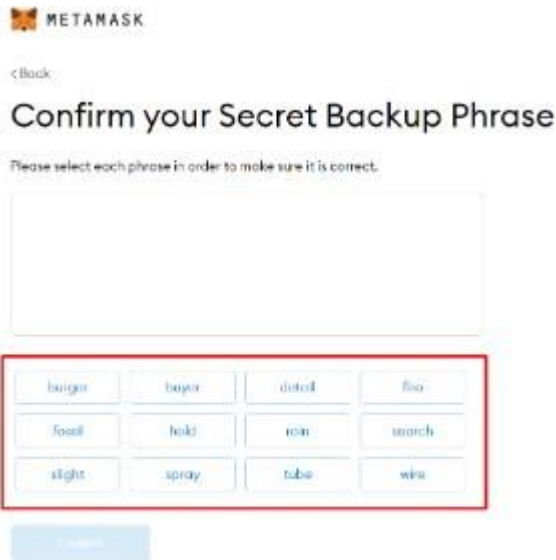 METAMASK
< Back
Confirm your Secret Backup Phrase
Please select each phrase in order to make sure it is correct.
burger buyer detail
fossil hold rain search
slight spray tube wire